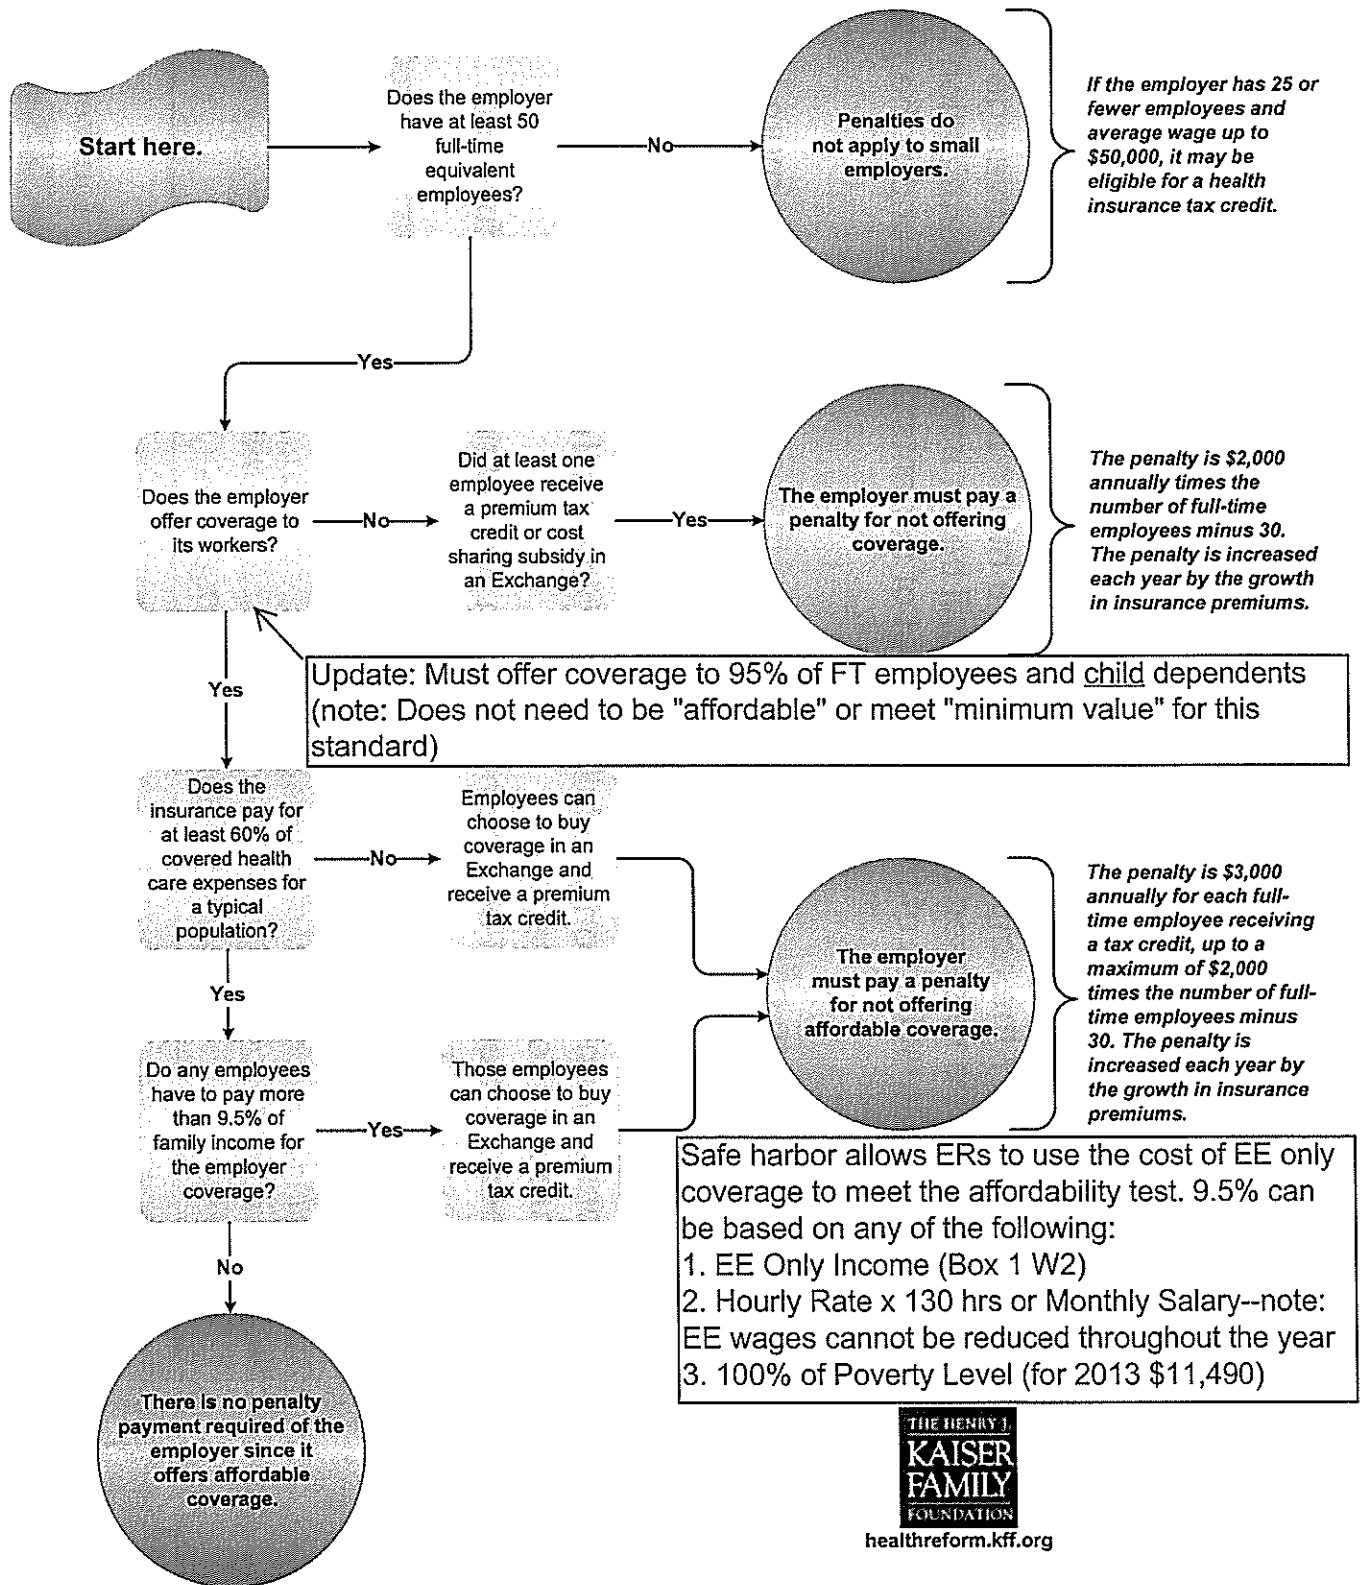 Start here.
Does the employer
have at least 50
full-time
equivalent
employees?
No
Penalties do
not apply to small
employers.
If the employer has 25 or
fewer employees and
average wage up to
$50,000, it may be
eligible for a health
insurance tax credit.
Yes
Does the employer
offer coverage to
its workers?
No
Did at least one
employee receive
a premium tax
credit or cost
sharing subsidy in
an Exchange?
Yes
The employer must pay a
penalty for not offering
coverage.
The penalty is $2,000
annually times the
number of full-time
employees minus 30.
The penalty is increased
each year by the growth
in insurance premiums.
Yes
Update: Must offer coverage to 95% of FT employees and child dependents
(note: Does not need to be "affordable" or meet "minimum value" for this
standard)
Does the
insurance pay for
at least 60% of
covered health
care expenses for
a typical
population?
No
Employees can
choose to buy
coverage in an
Exchange and
receive a premium
tax credit.
The employer
must pay a penalty
for not offering
affordable coverage.
The penalty is $3,000
annually for each full-
time employee receiving
a tax credit, up to a
maximum of $2,000
times the number of full-
time employees minus
30. The penalty is
increased each year by
the growth in insurance
premiums.
Yes
Do any employees
have to pay more
than 9.5% of
family income for
the employer
coverage?
Yes
Those employees
can choose to buy
coverage in an
Exchange and
receive a premium
tax credit.
Safe harbor allows ERs to use the cost of EE only
coverage to meet the affordability test. 9.5% can
be based on any of the following:
1. EE Only Income (Box 1 W2)
2. Hourly Rate x 130 hrs or Monthly Salary--note:
EE wages cannot be reduced throughout the year
3. 100% of Poverty Level (for 2013 $11,490)
No
There is no penalty
payment required of the
employer since it
offers affordable
coverage.
THE HENRY J.
KAISER
FAMILY
FOUNDATION
healthreform.kff.org